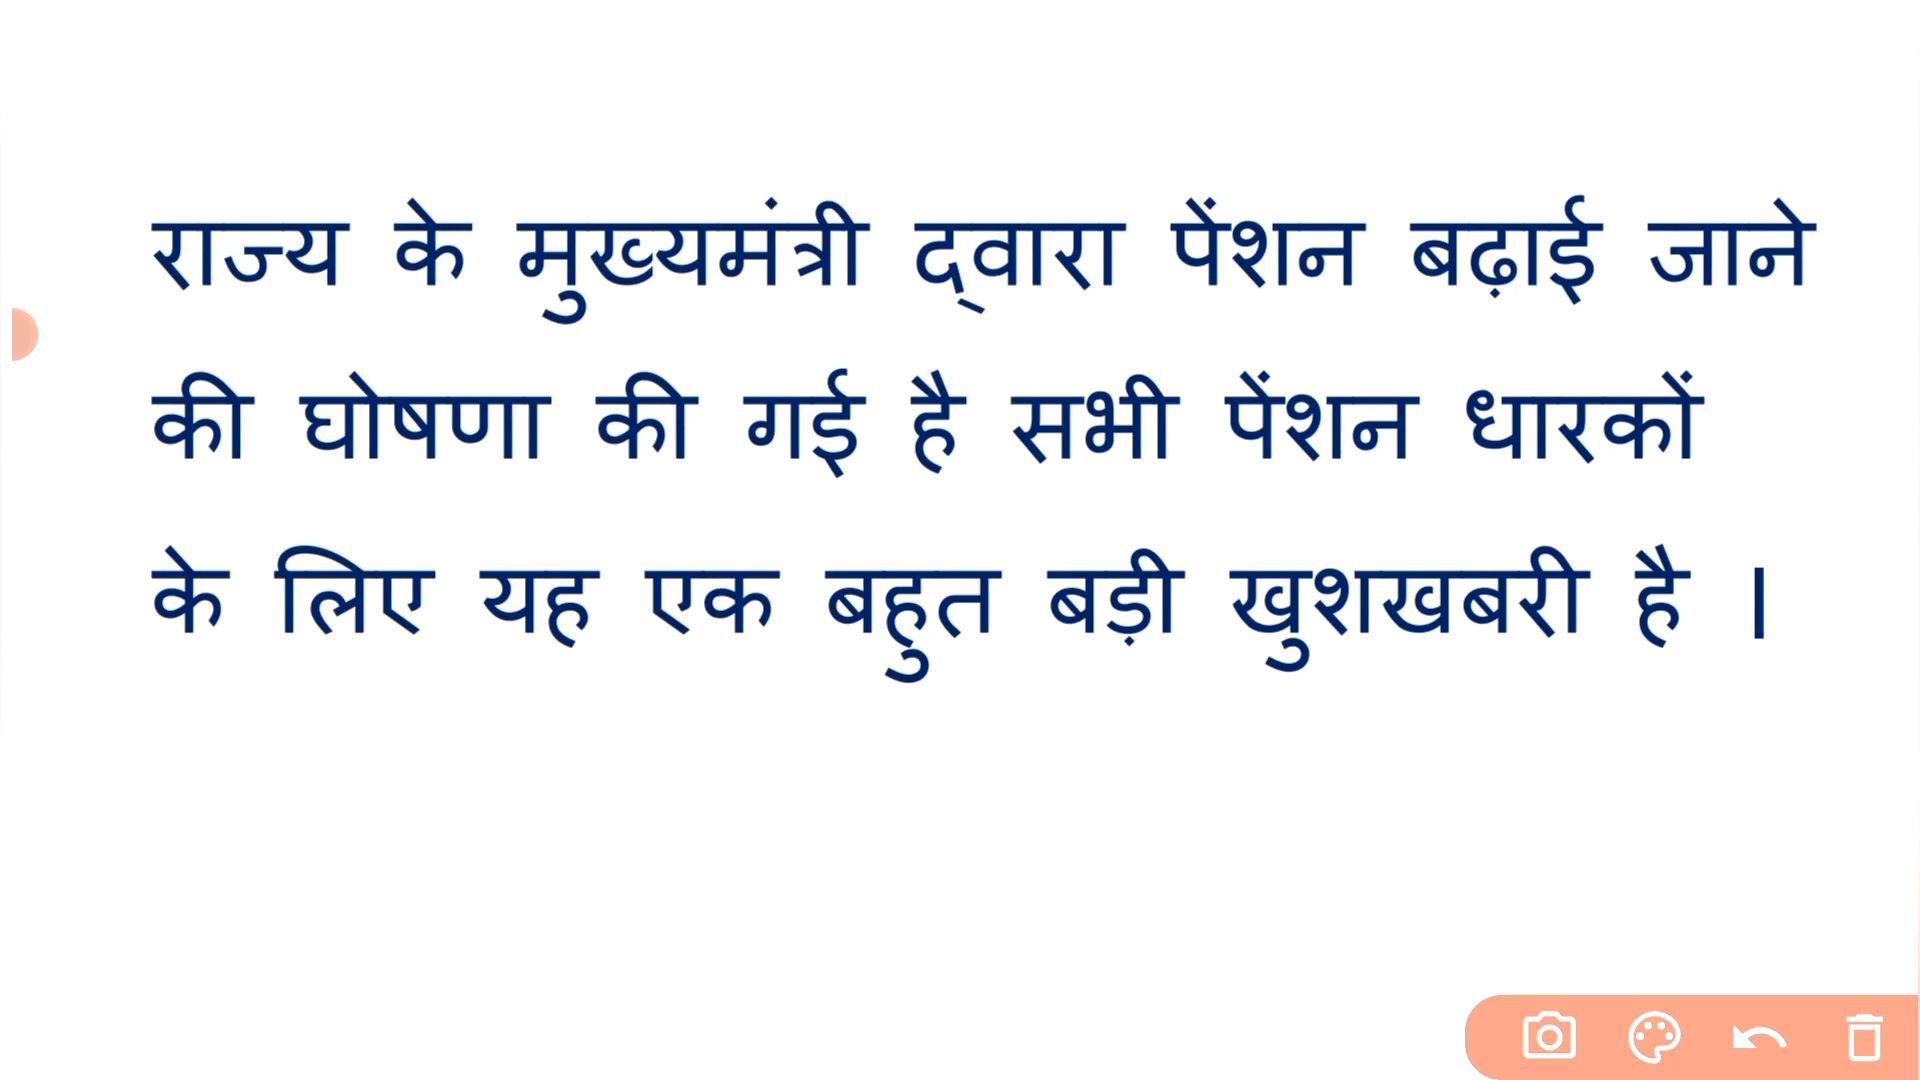 राज्य के मुख्यमंत्री द्वारा पेंशन बढ़ाई जाने
की घोषणा की गई है सभी पेंशन धारकों
के लिए यह एक बहुत बड़ी खुशखबरी है ।